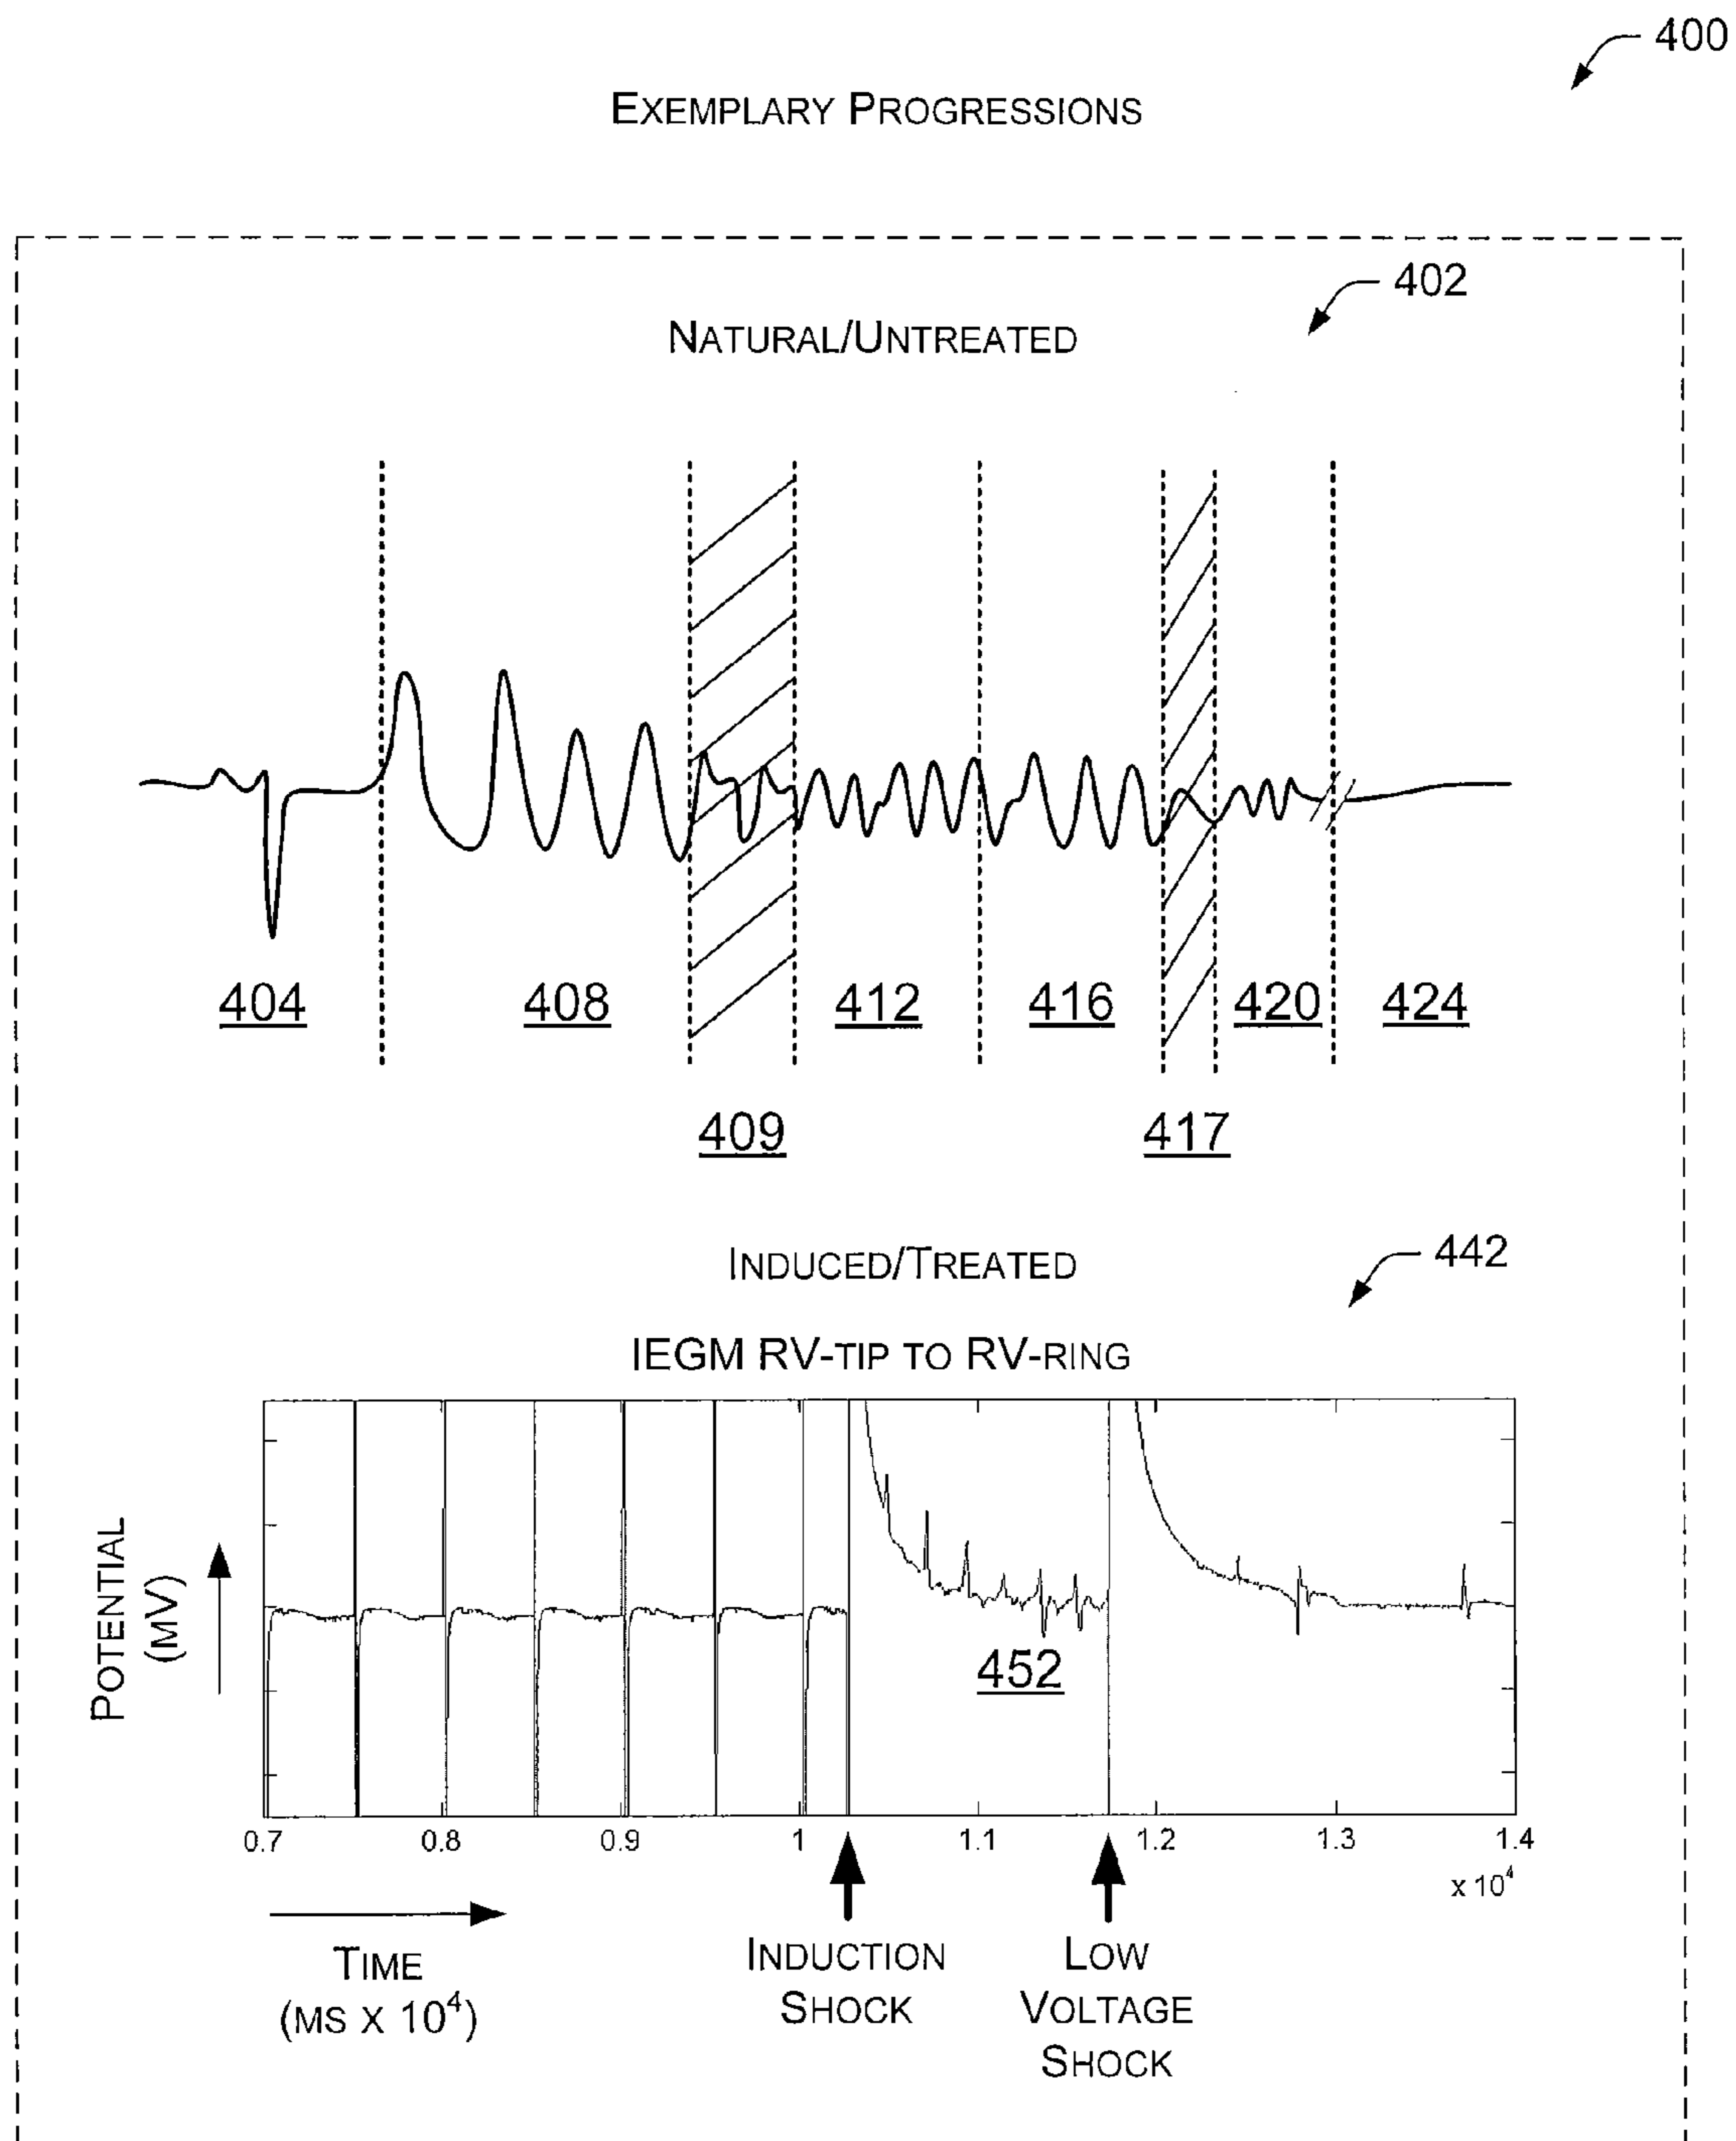 400
EXEMPLARY PROGRESSIONS
402
NATURAL/UNTREATED
404
408
412
416
420
424
409
417
INDUCED/TREATED
442
IEGM RV-TIP TO RV-RING
POTENTIAL
(MV)
452
0.7 0.8 0.9 1 1.1 1.2 1.3 1.4
x 10⁴
TIME
(MS X 10⁴)
INDUCTION
SHOCK
LOW
VOLTAGE
SHOCK